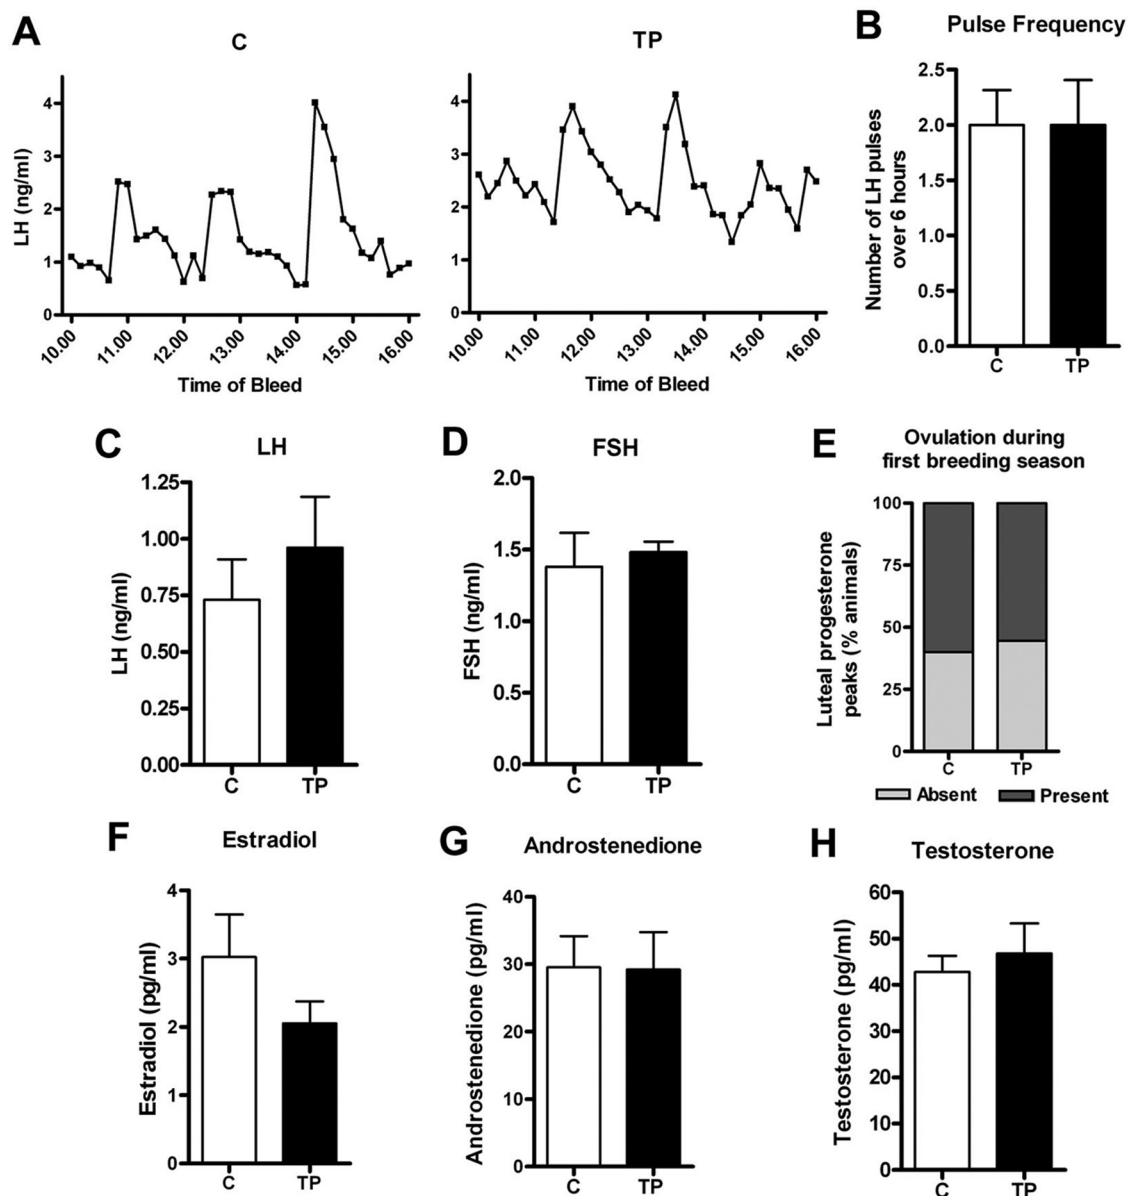 A
C
LH (ng/ml)
4
3
2
1
0
10.00 11.00 12.00 13.00 14.00 15.00 16.00
Time of Bleed
TP
4
3
2
1
0
10.00 11.00 12.00 13.00 14.00 15.00 16.00
Time of Bleed
B
Pulse Frequency
Number of LH pulses
over 6 hours
2.5
2.0
1.5
1.0
0.5
0.0
C TP
C
LH
LH (ng/ml)
1.25
1.00
0.75
0.50
0.25
0.00
C TP
D
FSH
FSH (ng/ml)
2.0
1.5
1.0
0.5
0.0
C TP
E
Ovulation during
first breeding season
Luteal progesterone
peaks (% animals)
100
75
50
25
0
C TP
Absent Present
F
Estradiol
Estradiol (pg/ml)
4
3
2
1
0
C TP
G
Androstenedione
Androstenedione (pg/ml)
40
30
20
10
0
C TP
H
Testosterone
Testosterone (pg/ml)
60
50
40
30
20
10
0
C TP